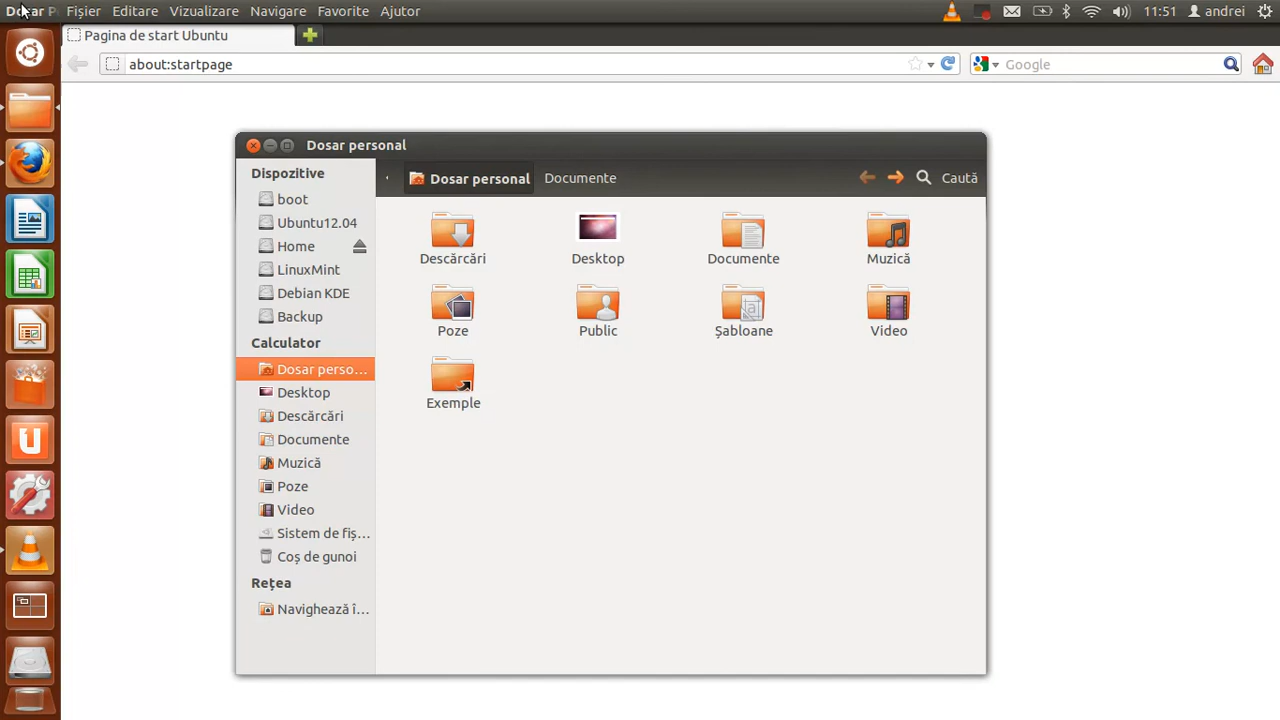 Dosar P Fișier Editare Vizualizare Navigare Favorite Ajutor 11:51 andrei
Pagina de start Ubuntu
about:startpage Google
Dosar personal
Dispozitive
boot
Ubuntu12.04
Home
LinuxMint
Debian KDE
Backup
Calculator
Dosar perso...
Desktop
Descărcări
Documente
Muzică
Poze
Video
Sistem de fiș...
Coș de gunoi
Rețea
Navighează î...
Dosar personal Documente Caută
Descărcări Desktop Documente Muzică
Poze Public Șabloane Video
Exemple